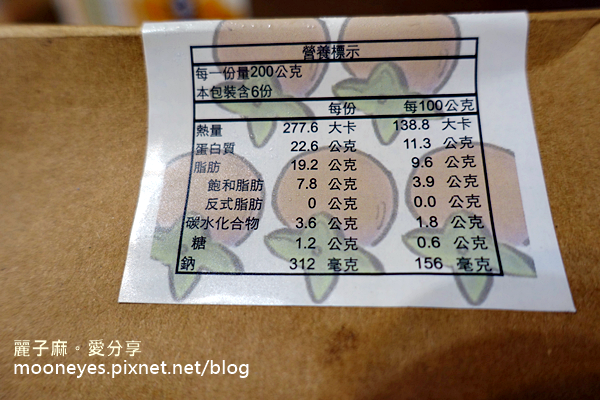 營養標示
每一份量200公克
本包裝含6份
每份 每100公克
熱量 277.6 大卡 138.8 大卡
蛋白質 22.6 公克 11.3 公克
脂肪 19.2 公克 9.6 公克
飽和脂肪 7.8 公克 3.9 公克
反式脂肪 0 公克 0.0 公克
碳水化合物 3.6 公克 1.8 公克
糖 1.2 公克 0.6 公克
鈉 312 毫克 156 毫克
麗子麻。愛分享
mooneyes.pixnet.net/blog